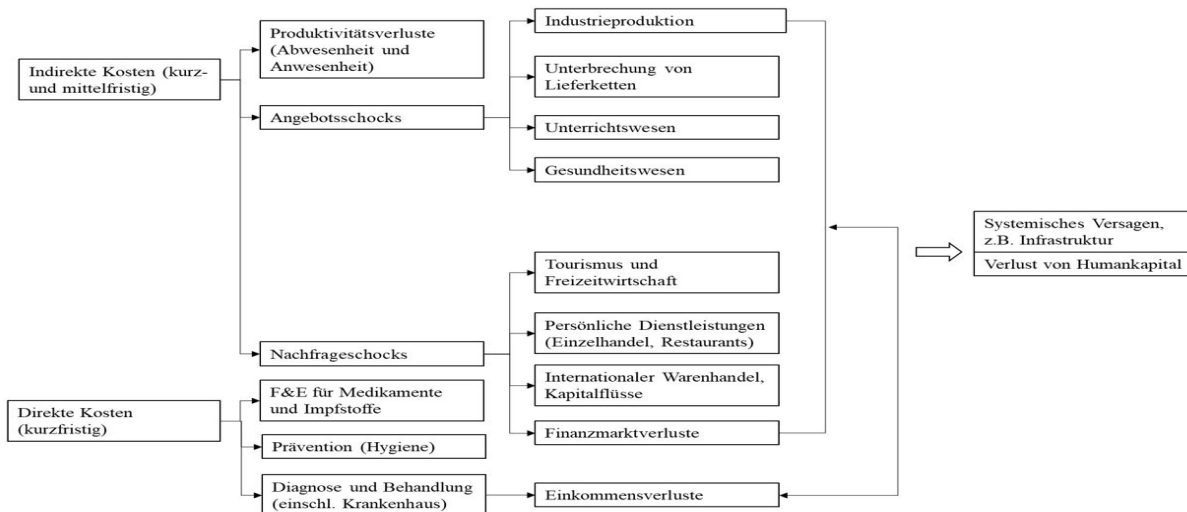 Indirekte Kosten (kurz-
und mittelfristig)
Produktivitätsverluste
(Abwesenheit und
Anwesenheit)
Angebotsschocks
Industrieproduktion
Unterbrechung von
Lieferketten
Unterrichtswesen
Gesundheitswesen
Nachfrageschocks
Tourismus und
Freizeitwirtschaft
Persönliche Dienstleistungen
(Einzelhandel, Restaurants)
Internationaler Warenhandel,
Kapitalflüsse
Finanzmarktverluste
Direkte Kosten
(kurzfristig)
F&E für Medikamente
und Impfstoffe
Prävention (Hygiene)
Diagnose und Behandlung
(einschl. Krankenhaus)
Einkommensverluste
Systemisches Versagen,
z.B. Infrastruktur
Verlust von Humankapital